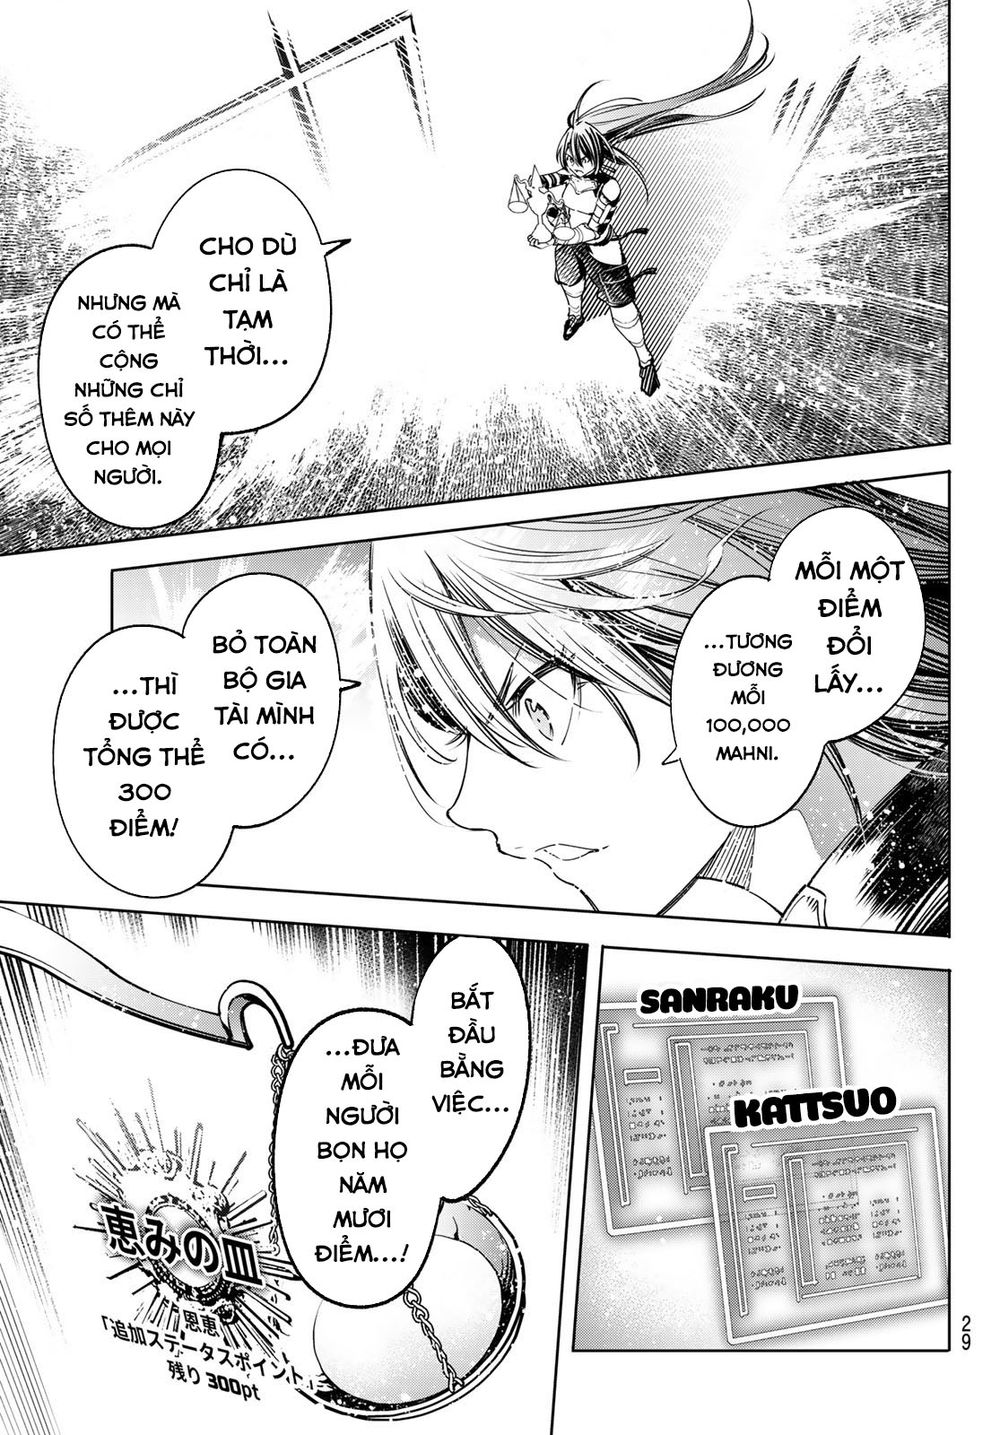 CHO DÙ
CHỈ LÀ
TẠM
THỜI...
NHƯNG MÀ
CÓ THỂ
CỘNG
NHỮNG CHỈ
SỐ THÊM NÀY
CHO MỌI
NGƯỜI.
MỖI MỘT
ĐIỂM
ĐỔI
LẤY...
...TƯƠNG
ĐƯƠNG
MỖI
100,000
MAHNI.
BỎ TOÀN
BỘ GIA
TÀI MÌNH
CÓ...
...THÌ
ĐƯỢC
TỔNG THỂ
300
ĐIỂM!
SANRAKU
KATTSUO
BẮT
ĐẦU
BẰNG
VIỆC...
...ĐƯA
MỖI
NGƯỜI
BỌN HỌ
NĂM
MƯƠI
ĐIỂM...!
恵みの皿
恩恵
「追加ステータスポイント」
残り 300pt
29